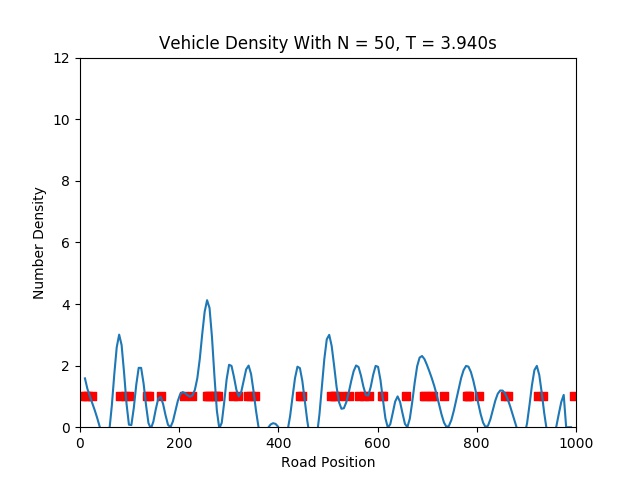 Vehicle Density With N = 50, T = 3.940s
12
10
8
6
4
2
0
Number Density
0 200 400 600 800 1000
Road Position